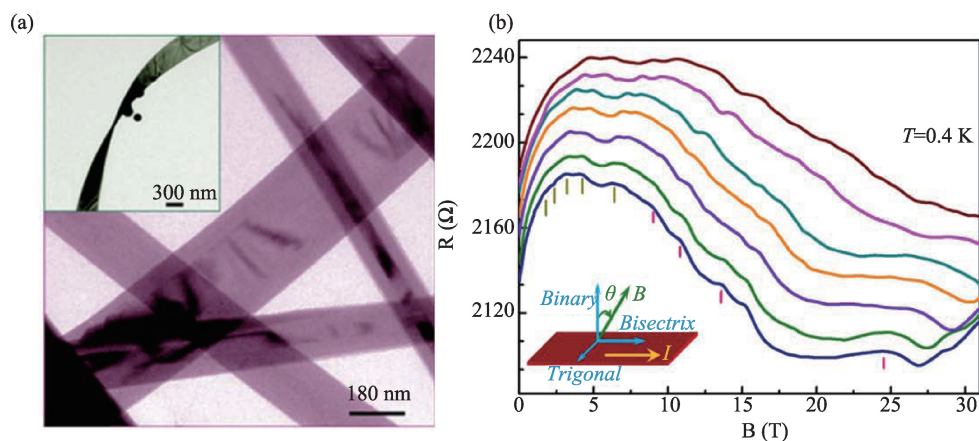 (a)
300 nm
180 nm
(b)
R (Ω)
2240
2200
2160
2120
T=0.4 K
Binary
θ
B
Bisectrix
I
Trigonal
0
5
10
15
20
25
30
B (T)